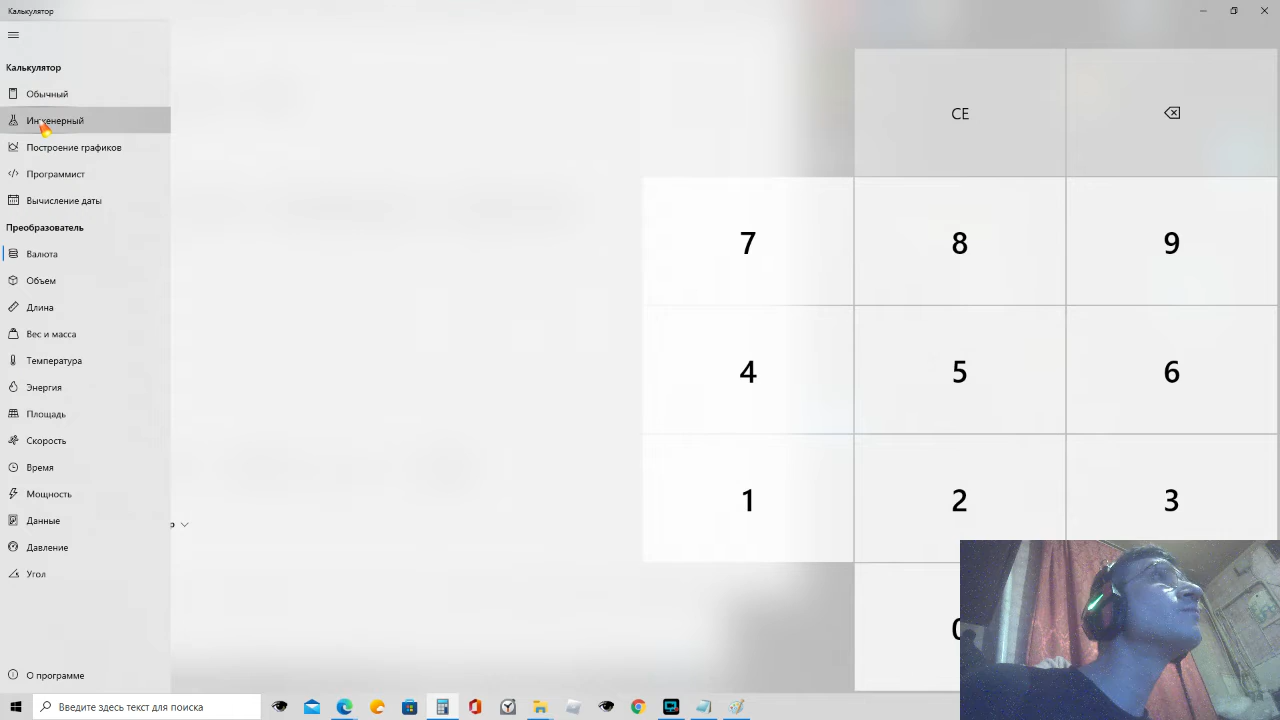 Калькулятор
Калькулятор
Обычный
Инженерный
Построение графиков
Программист
Вычисление даты
Преобразователь
Валюта
Объем
Длина
Вес и масса
Температура
Энергия
Площадь
Скорость
Время
Мощность
Данные
Давление
Угол
О программе
CE
7 8 9
4 5 6
1 2 3
0
Введите здесь текст для поиска